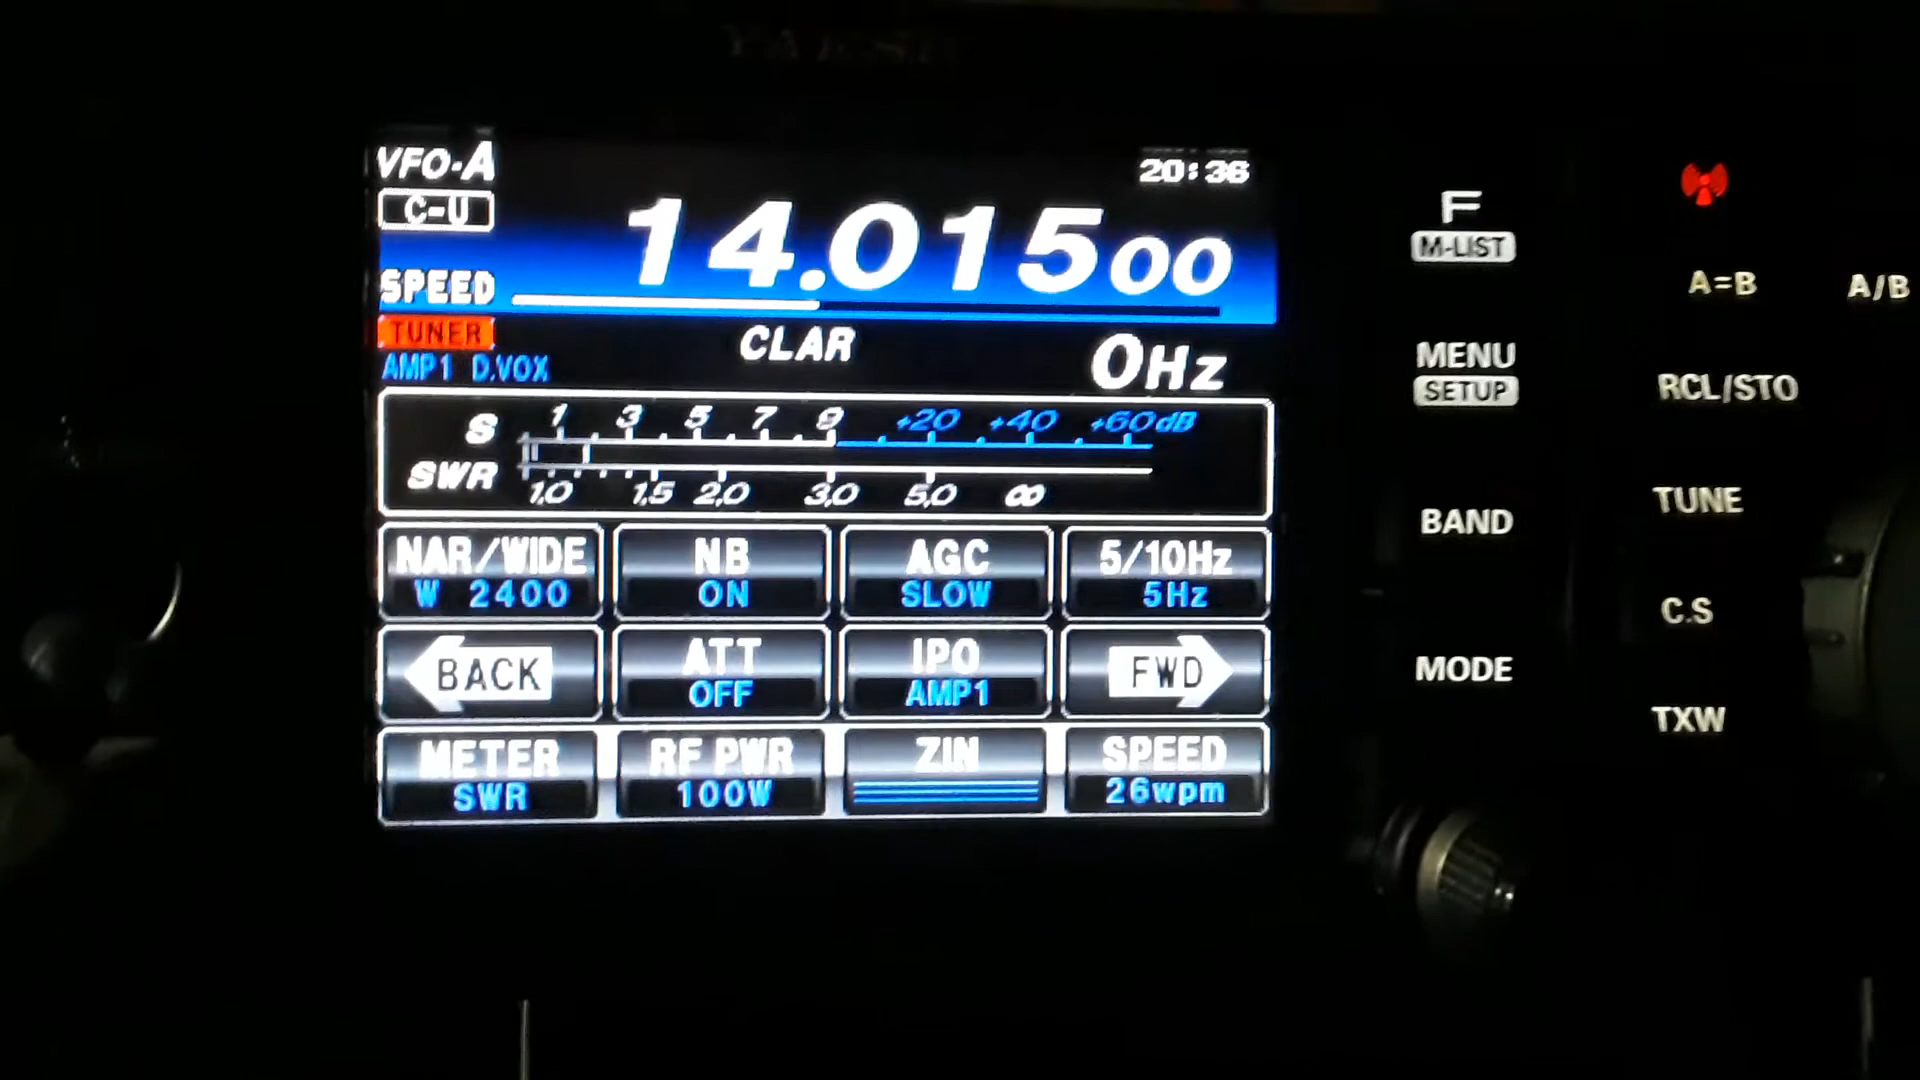 YAESU
VFO-A
20:36
C-U
14.01500
SPEED
TUNER
CLAR
0Hz
AMP1 D.VOX
S 1 3 5 7 9 +20 +40 +60dB
SWR 1.0 1.5 2.0 3.0 5.0 ∞
NAR/WIDE NB AGC 5/10Hz
W 2400 ON SLOW 5Hz
BACK ATT IPO FWD
OFF AMP1
METER RF PWR ZIN SPEED
SWR 100W 26wpm
F
M-LIST
A=B A/B
MENU
SETUP
RCL/STO
BAND
TUNE
C.S
MODE
TXW